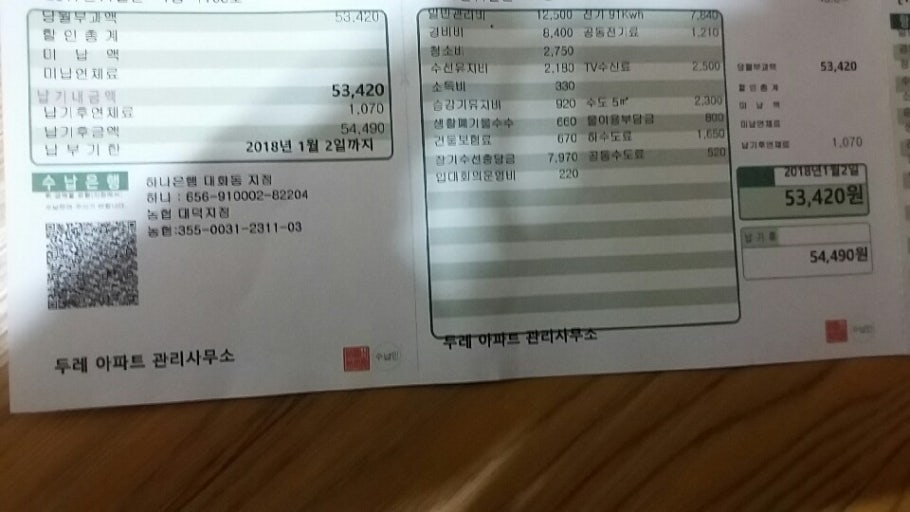 당월부과액 53,420
할 인 총 계
미 납 액
미납연체료
납기내금액 53,420
납기후연체료 1,070
납기후금액 54,490
납 부 기 한 2018년 1월 2일까지
수 납 은 행
하나은행 대화동 지점
하나 : 656-910002-82204
농협 대덕지점
농협:355-0031-2311-03
두레 아파트 관리사무소
수납인
일반관리비 12,500 전기 91Kwh 7,840
경비비 8,400 공동전기료 1,210
청소비 2,750
수선유지비 2,180 TV수신료 2,500
소독비 330
승강기유지비 920 수도 5㎥ 2,300
생활폐기물수수 660 물이용부담금 800
건물보험료 670 하수도료 1,650
장기수선충당금 7,970 공동수도료 520
입대회의운영비 220
두레 아파트 관리사무소
당월부과액 53,420
할 인 총 계
미 납 액
미납연체료
납기후연체료 1,070
2018년1월2일
53,420원
납 기 후
54,490원
수납인